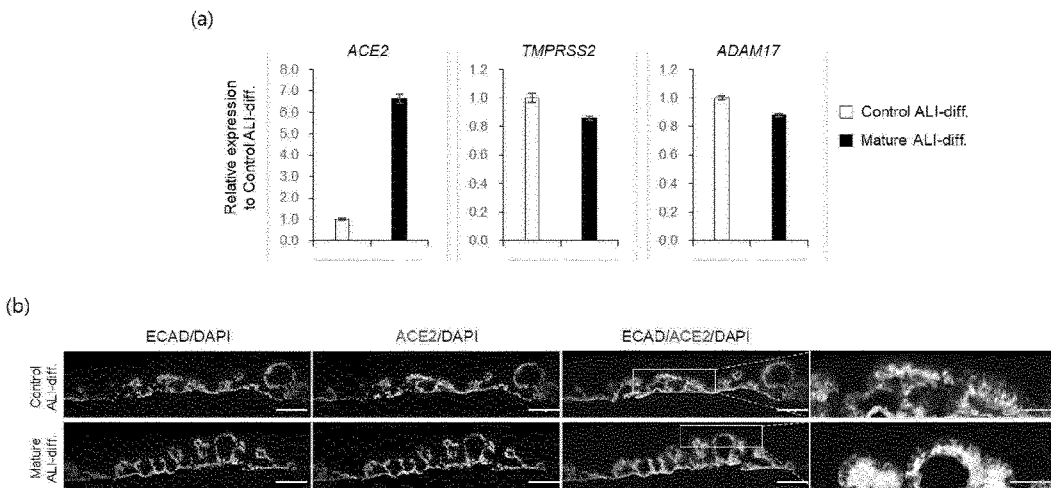 (a)
ACE2
TMPRSS2
ADAM17
Relative expression
to Control ALI-diff.
8.0
7.0
6.0
5.0
4.0
3.0
2.0
1.0
0.0
1.2
1.0
0.8
0.6
0.4
0.2
0.0
1.2
1.0
0.8
0.6
0.4
0.2
0.0
Control ALI-diff.
Mature ALI-diff.
(b)
ECAD/DAPI
ACE2/DAPI
ECAD/ACE2/DAPI
Control
ALI-diff.
Mature
ALI-diff.